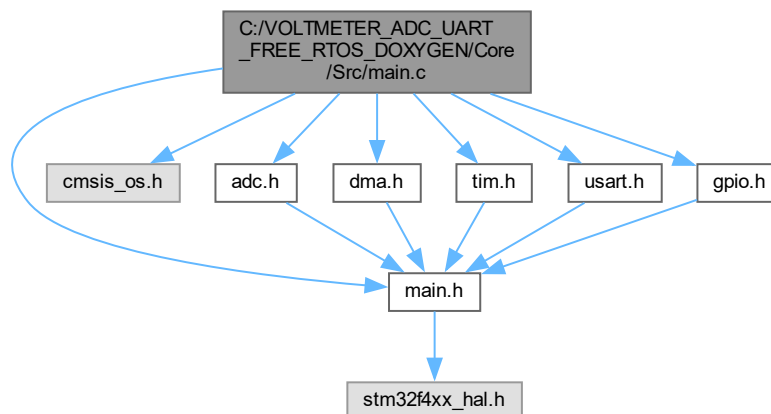 C:/VOLTMETER_ADC_UART
_FREE_RTOS_DOXYGEN/Core
/Src/main.c
cmsis_os.h
adc.h
dma.h
tim.h
usart.h
gpio.h
main.h
stm32f4xx_hal.h